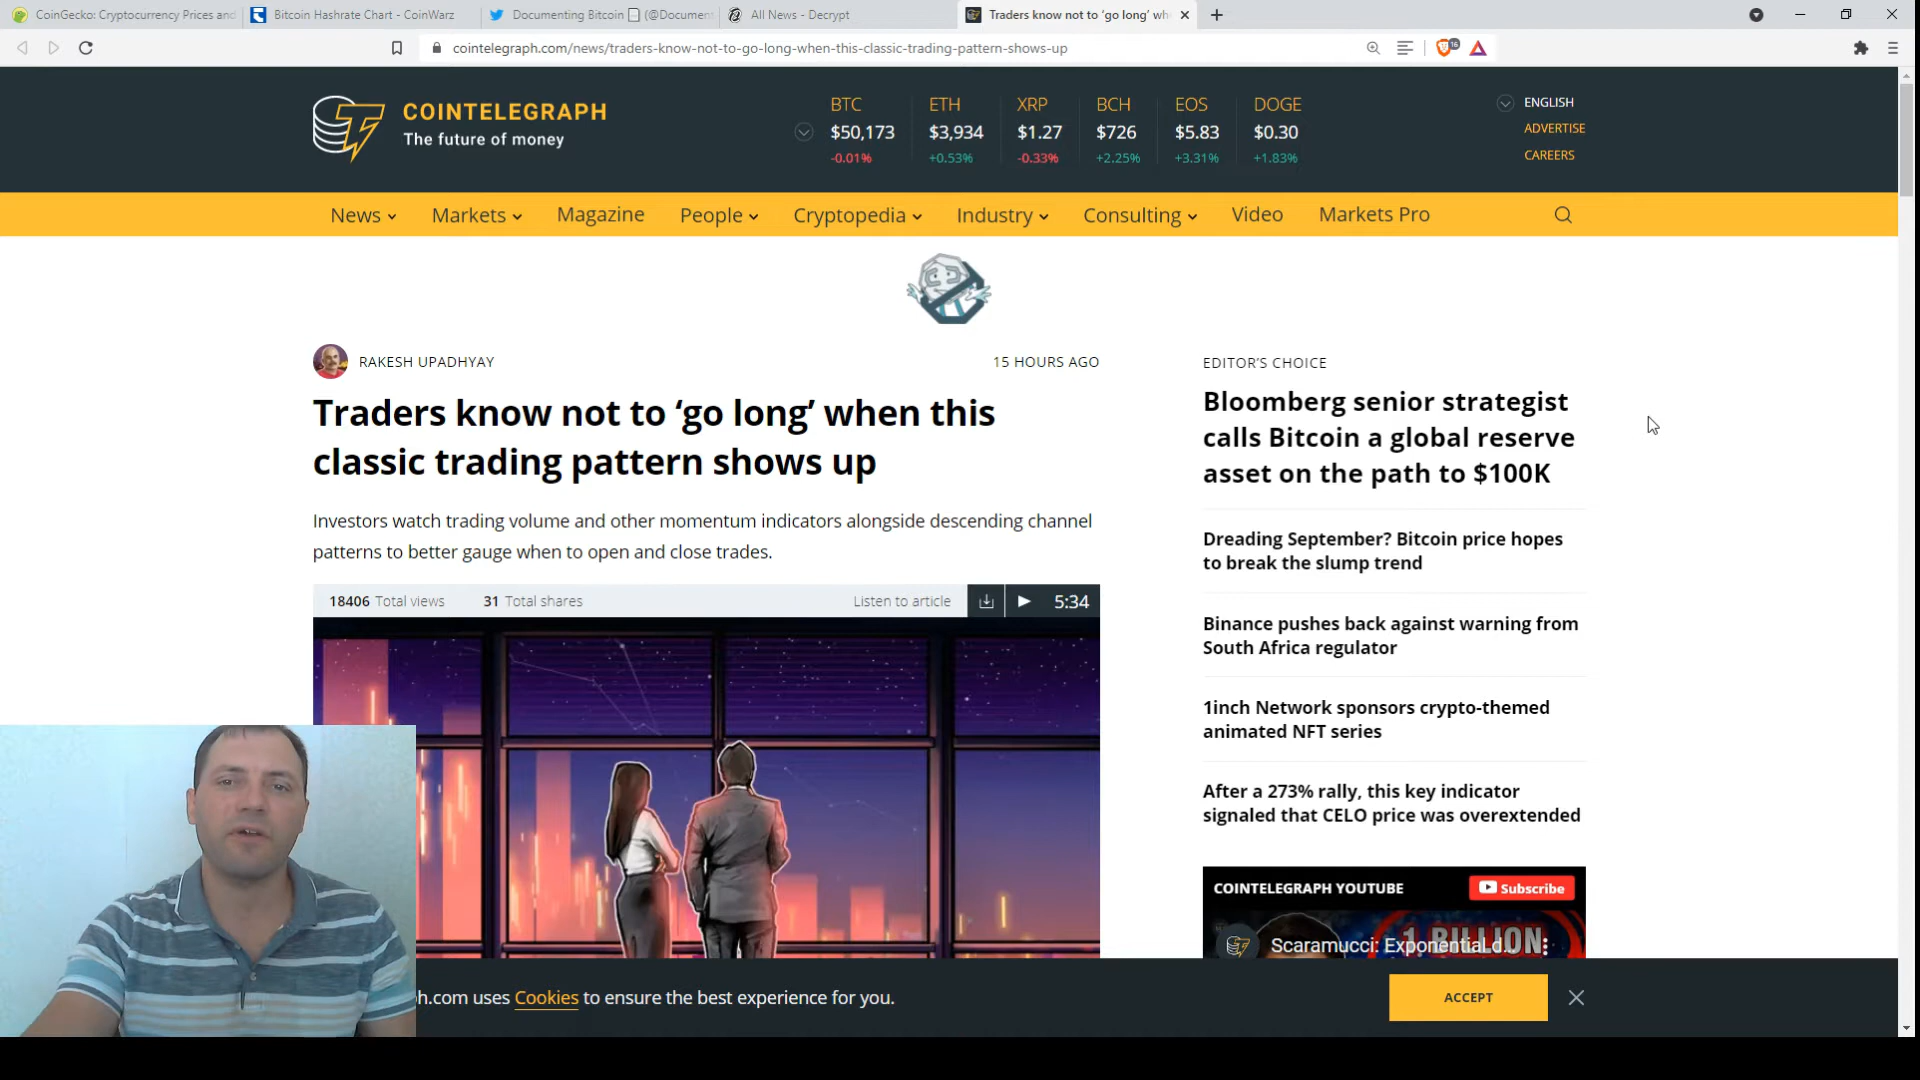 CoinGecko: Cryptocurrency Prices and
Bitcoin Hashrate Chart - CoinWarz
Documenting Bitcoin 📄 (@Documen
All News - Decrypt
Traders know not to ‘go long’ wh
cointelegraph.com/news/traders-know-not-to-go-long-when-this-classic-trading-pattern-shows-up
16
COINTELEGRAPH
The future of money
BTC ETH XRP BCH EOS DOGE
$50,173 $3,934 $1.27 $726 $5.83 $0.30
-0.01% +0.53% -0.33% +2.25% +3.31% +1.83%
ENGLISH
ADVERTISE
CAREERS
News Markets Magazine People Cryptopedia Industry Consulting Video Markets Pro
RAKESH UPADHYAY
15 HOURS AGO
Traders know not to ‘go long’ when this
classic trading pattern shows up
Investors watch trading volume and other momentum indicators alongside descending channel
patterns to better gauge when to open and close trades.
18406 Total views 31 Total shares Listen to article 5:34
EDITOR’S CHOICE
Bloomberg senior strategist
calls Bitcoin a global reserve
asset on the path to $100K
Dreading September? Bitcoin price hopes
to break the slump trend
Binance pushes back against warning from
South Africa regulator
1inch Network sponsors crypto-themed
animated NFT series
After a 273% rally, this key indicator
signaled that CELO price was overextended
COINTELEGRAPH YOUTUBE Subscribe
Scaramucci: ExponentiaLd...
1 BILLION
h.com uses Cookies to ensure the best experience for you.
ACCEPT